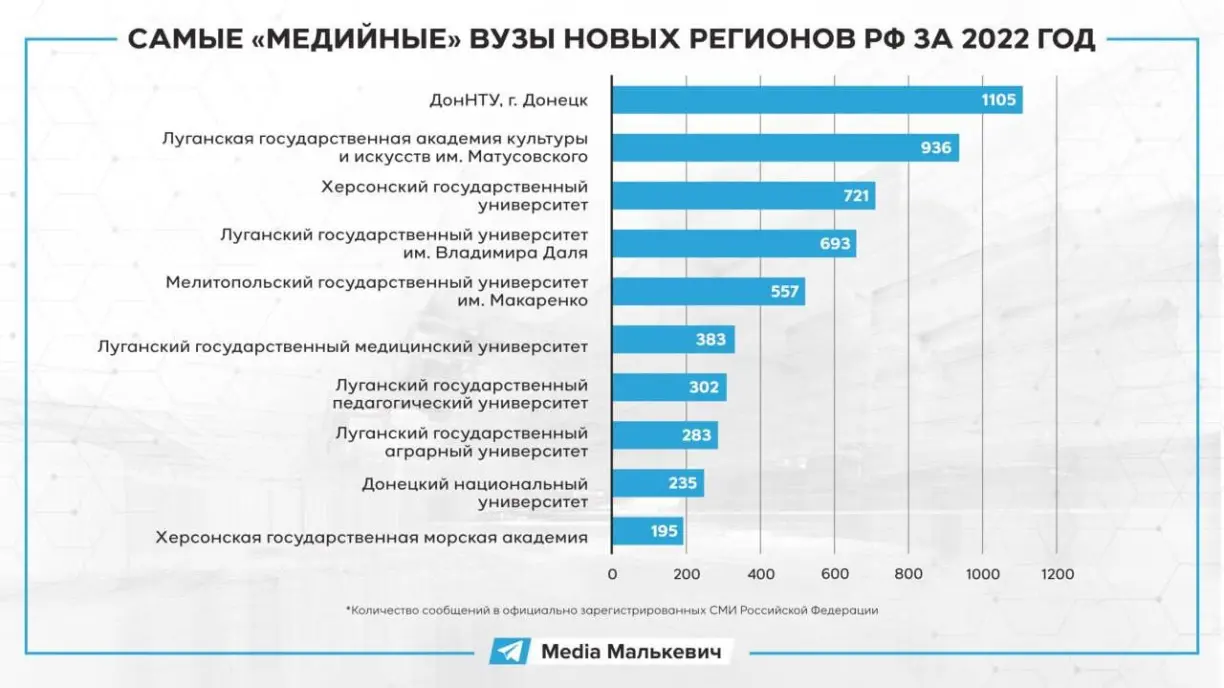 САМЫЕ «МЕДИЙНЫЕ» ВУЗЫ НОВЫХ РЕГИОНОВ РФ ЗА 2022 ГОД
ДонНТУ, г. Донецк
1105
Луганская государственная академия культуры
и искусств им. Матусовского
936
Херсонский государственный
университет
721
Луганский государственный университет
им. Владимира Даля
693
Мелитопольский государственный университет
им. Макаренко
557
Луганский государственный медицинский университет
383
Луганский государственный
педагогический университет
302
Луганский государственный
аграрный университет
283
Донецкий национальный
университет
235
Херсонская государственная морская академия
195
0 200 400 600 800 1000 1200
*Количество сообщений в официально зарегистрированных СМИ Российской Федерации
Media Малькевич